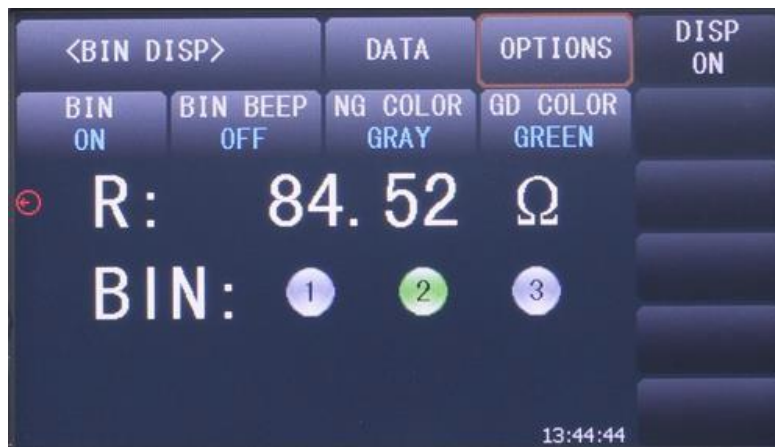 <BIN DISP>
DATA
OPTIONS
DISP
ON
BIN
ON
BIN BEEP
OFF
NG COLOR
GRAY
GD COLOR
GREEN
R: 84.52 Ω
BIN: 1 2 3
13:44:44